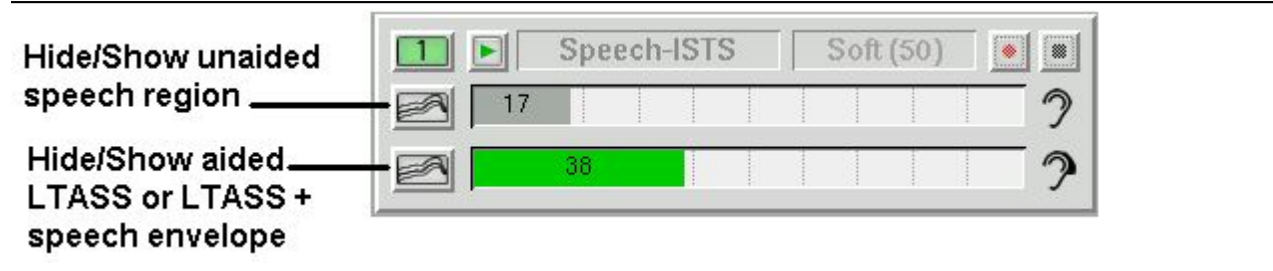 Hide/Show unaided
speech region
Hide/Show aided
LTASS or LTASS +
speech envelope
1 Speech-ISTS Soft (50)
17
38